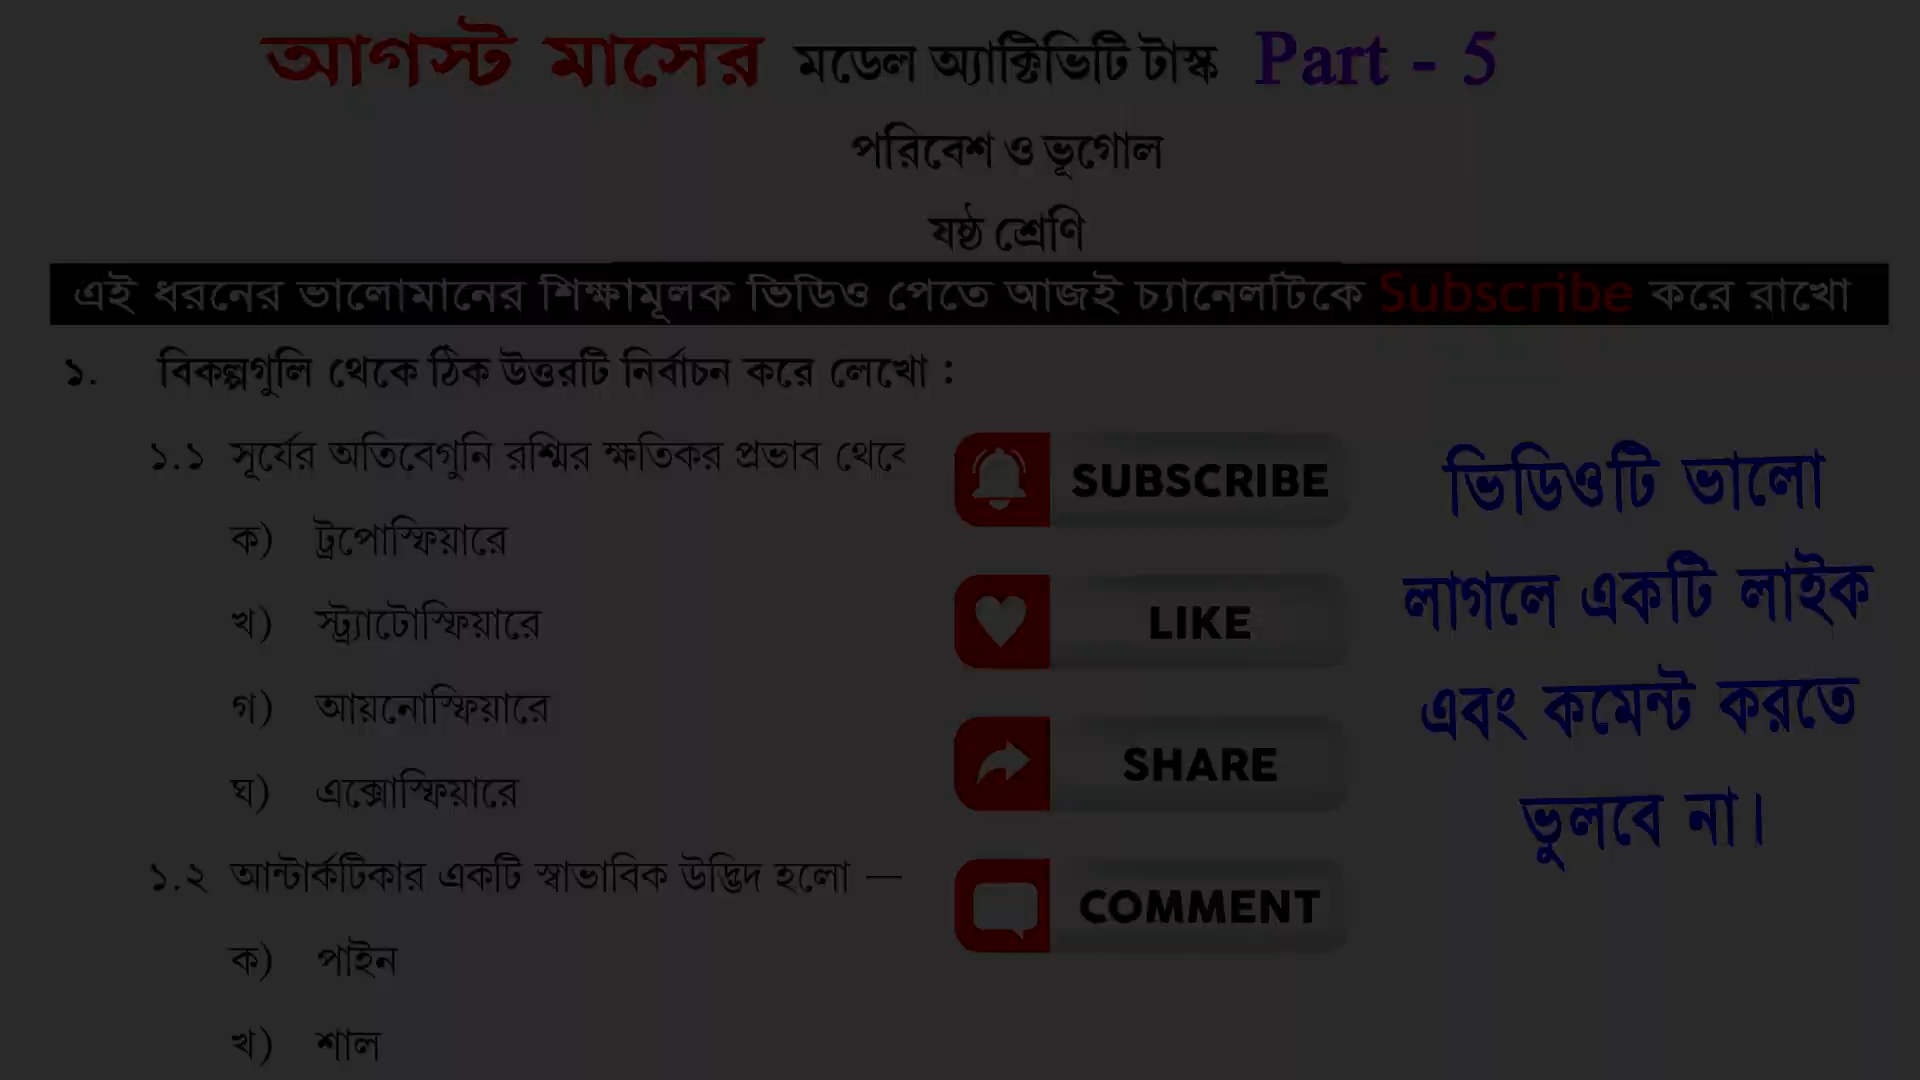 আগস্ট মাসের মডেল অ্যাক্টিভিটি টাস্ক Part - 5
পরিবেশ ও ভূগোল
ষষ্ঠ শ্রেণি
এই ধরনের ভালোমানের শিক্ষামূলক ভিডিও পেতে আজই চ্যানেলটিকে Subscribe করে রাখো
১. বিকল্পগুলি থেকে ঠিক উত্তরটি নির্বাচন করে লেখো :
১.১ সূর্যের অতিবেগুনি রশ্মির ক্ষতিকর প্রভাব
ক) ট্রপোস্ফিয়ারে
খ) স্ট্র্যাটোস্ফিয়ারে
গ) আয়নোস্ফিয়ারে
ঘ) এক্সোস্ফিয়ারে
১.২ আন্টার্কটিকার একটি স্বাভাবিক উদ্ভিদ হলো —
ক) পাইন
খ) শাল
SUBSCRIBE
LIKE
SHARE
COMMENT
ভিডিওটি ভালো
লাগলে একটি লাইক
এবং কমেন্ট করতে
ভুলবে না।